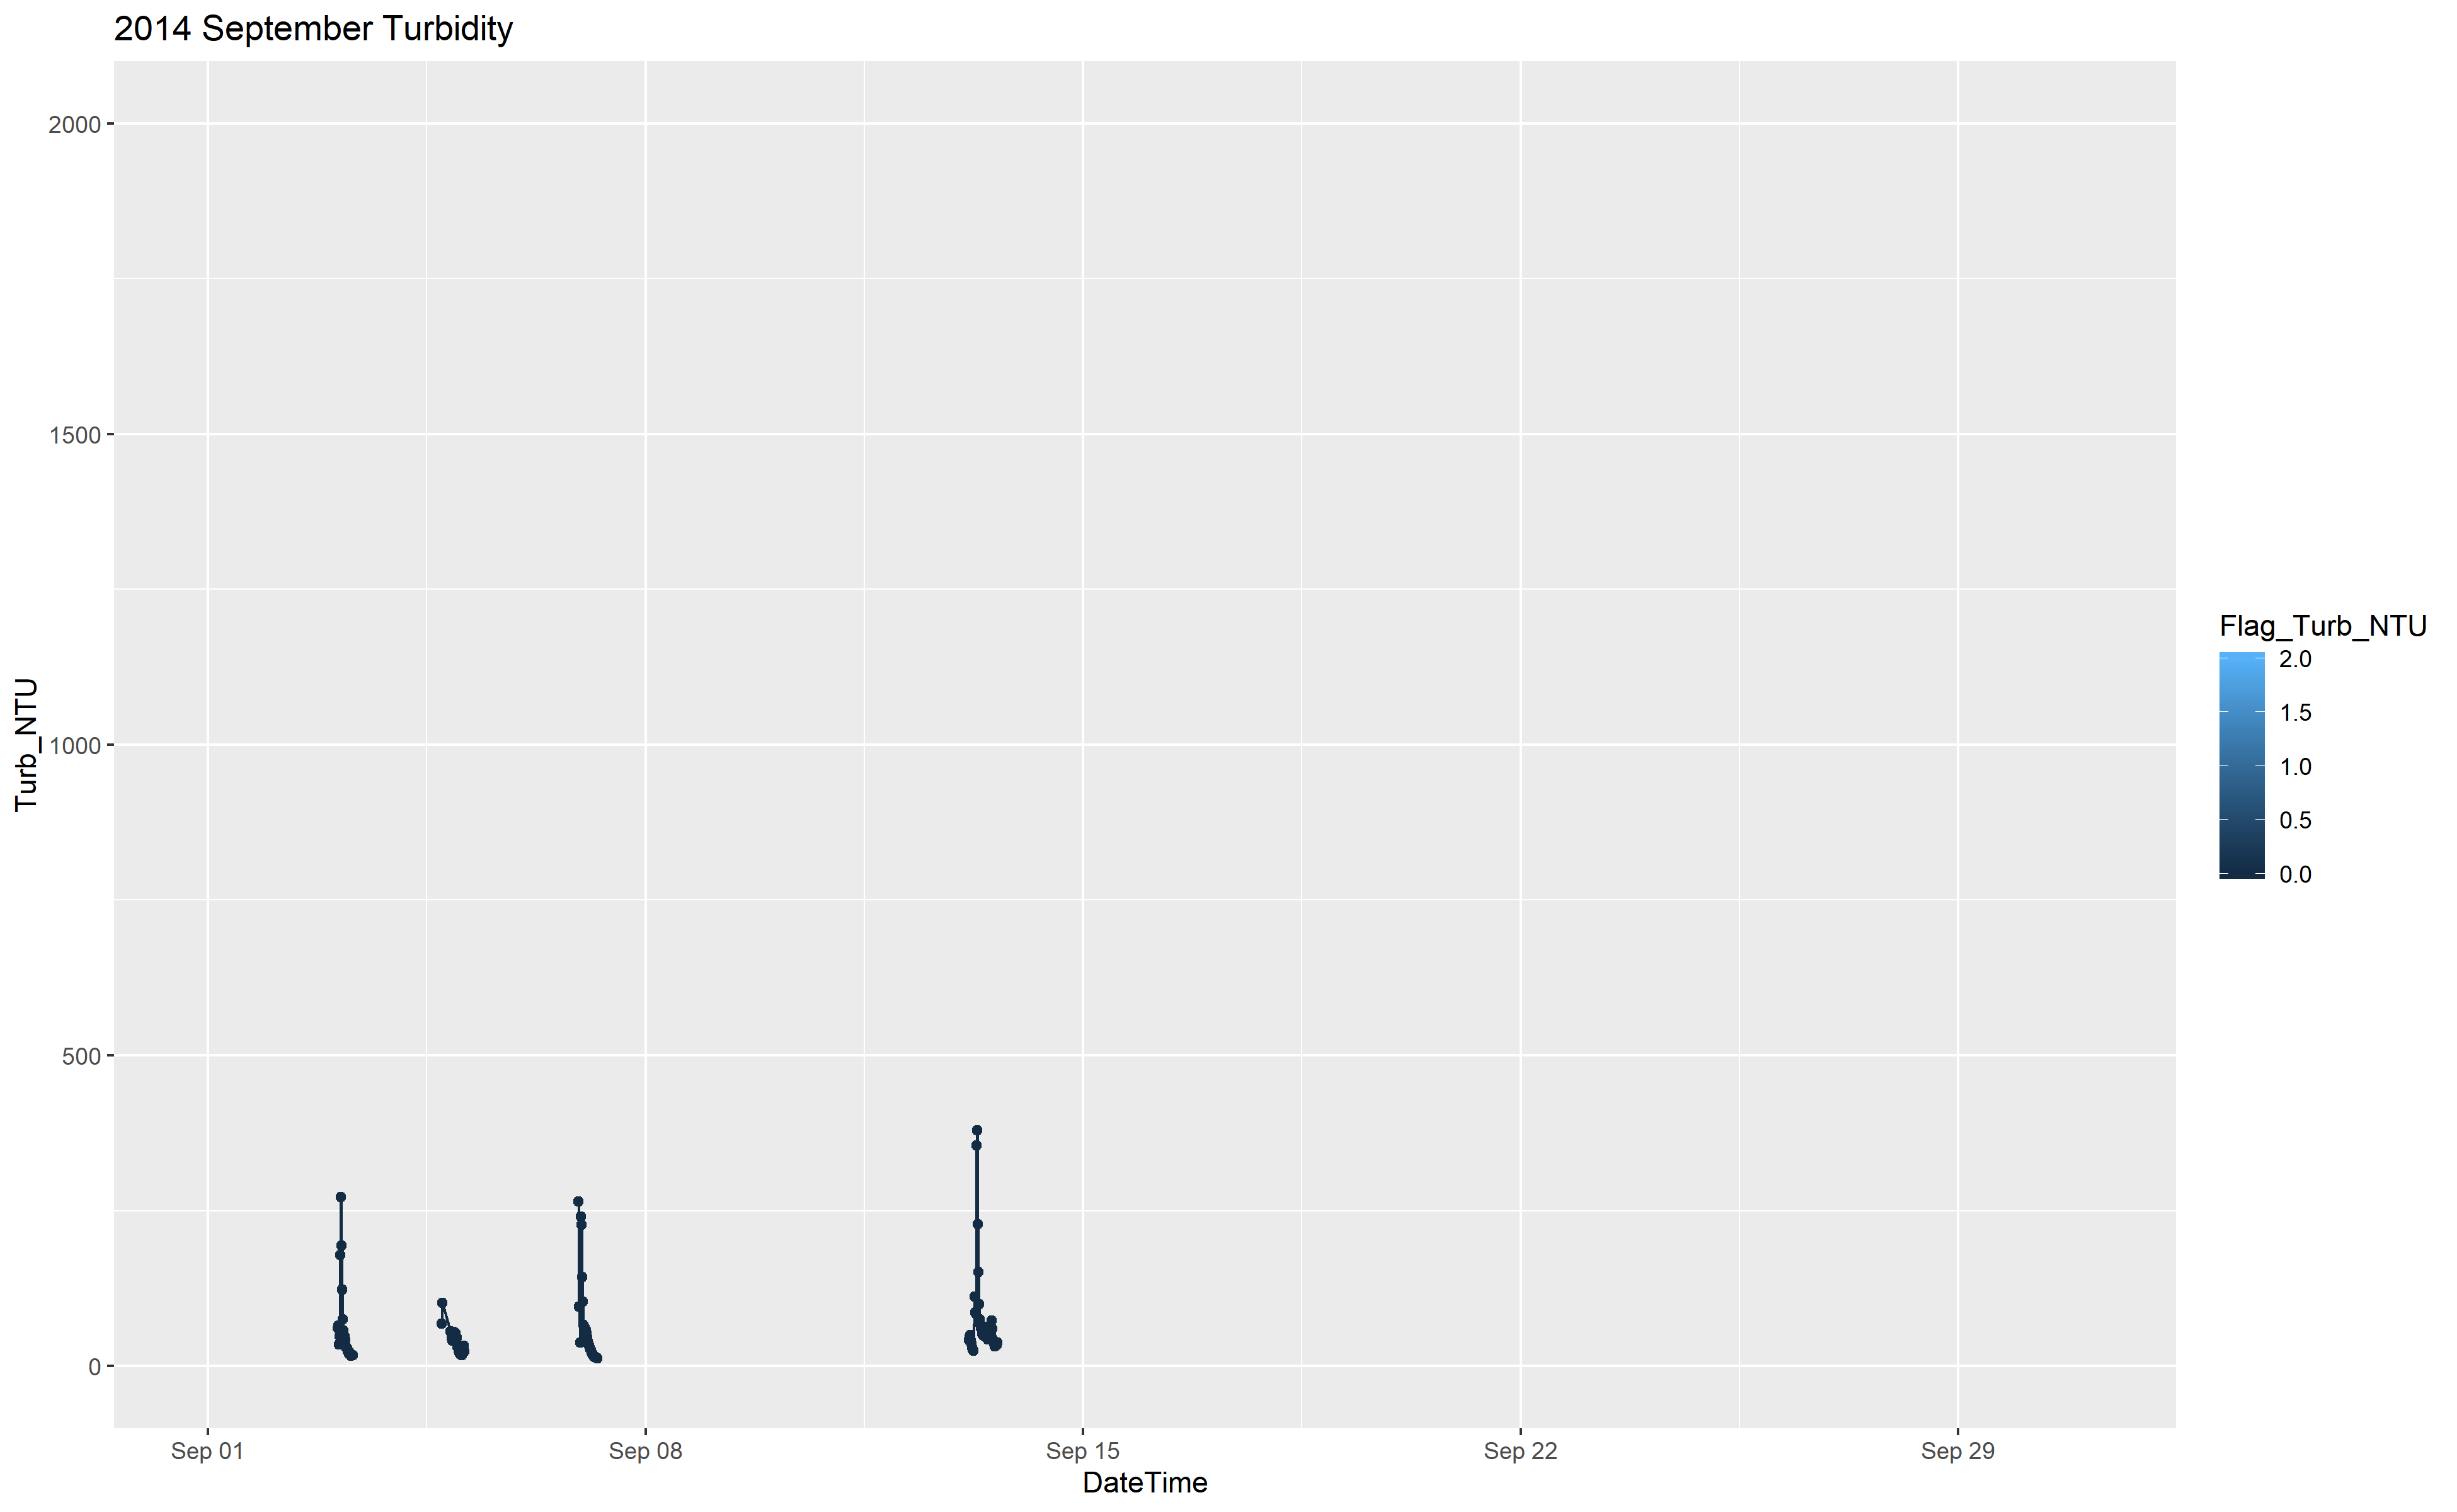 2014 September Turbidity
2000
1500
1000
500
0
Turb_NTU
Sep 01
Sep 08
Sep 15
Sep 22
Sep 29
DateTime
Flag_Turb_NTU
2.0
1.5
1.0
0.5
0.0